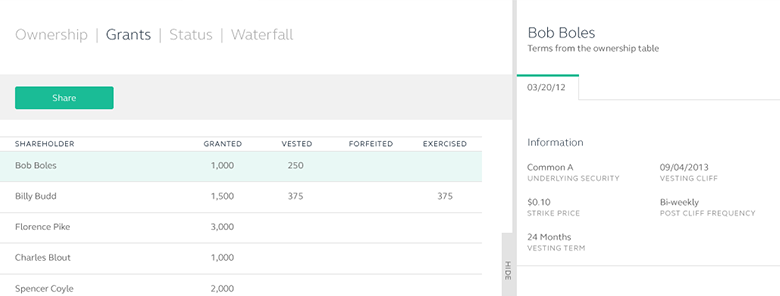 Ownership | Grants | Status | Waterfall
Share
SHAREHOLDER GRANTED VESTED FORFEITED EXERCISED
Bob Boles 1,000 250
Billy Budd 1,500 375 375
Florence Pike 3,000
Charles Blout 1,000
Spencer Coyle 2,000
HIDE
Bob Boles
Terms from the ownership table
03/20/12
Information
Common A 09/04/2013
UNDERLYING SECURITY VESTING CLIFF
$0.10 Bi-weekly
STRIKE PRICE POST CLIFF FREQUENCY
24 Months
VESTING TERM